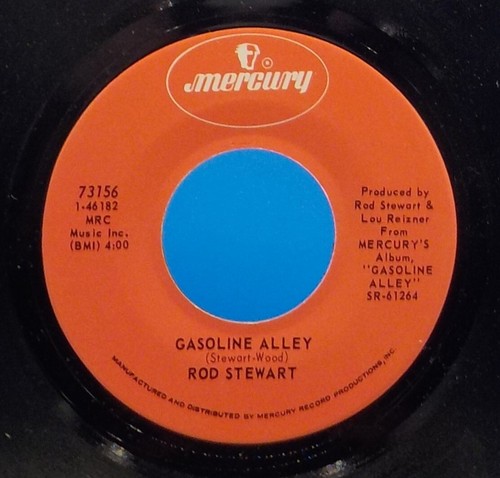 mercury
73156
1-46182
MRC
Music Inc.
(BMI) 4:00
Produced by
Rod Stewart &
Lou Reizner
From
MERCURY'S
Album,
"GASOLINE
ALLEY"
SR-61264
GASOLINE ALLEY
(Stewart-Wood)
ROD STEWART
MANUFACTURED AND DISTRIBUTED BY MERCURY RECORD PRODUCTIONS, INC.